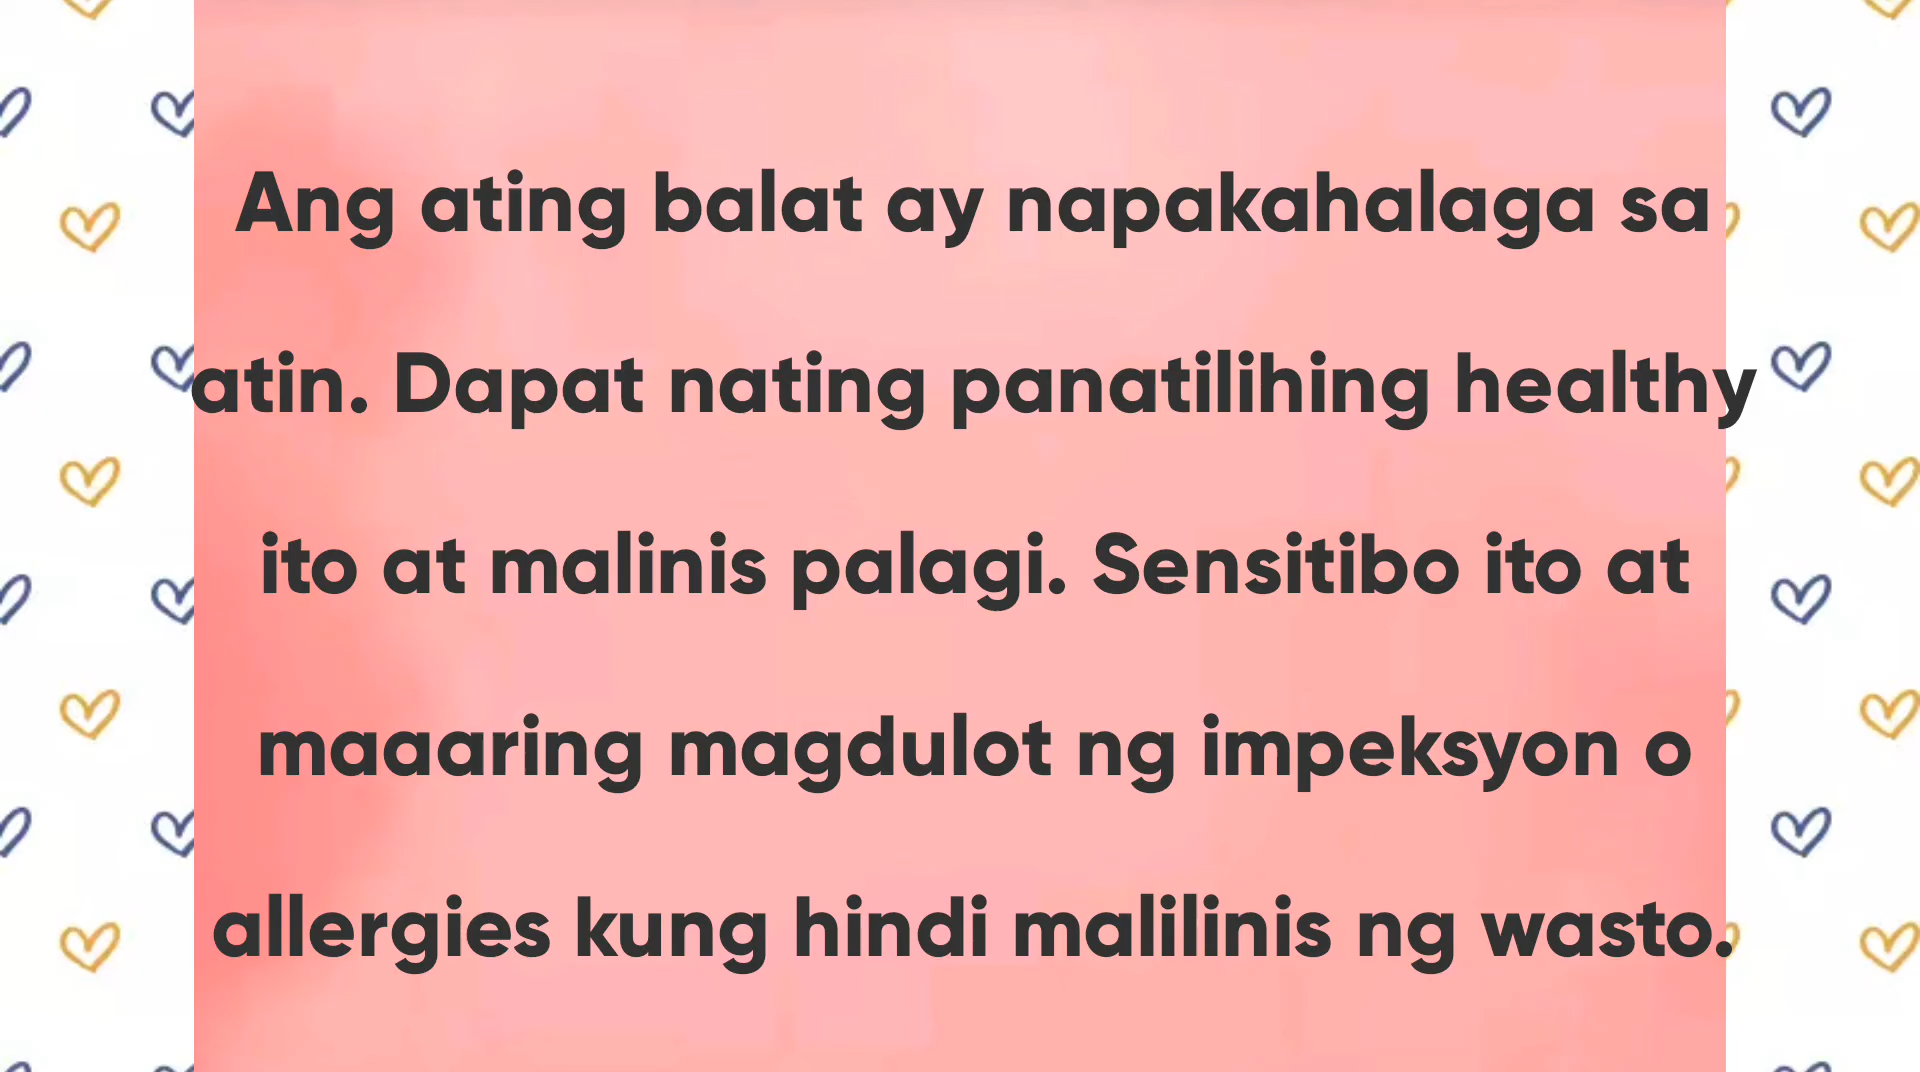 Ang ating balat ay napakahalaga sa
atin. Dapat nating panatilihing healthy
ito at malinis palagi. Sensitibo ito at
maaaring magdulot ng impeksyon o
allergies kung hindi malilinis ng wasto.